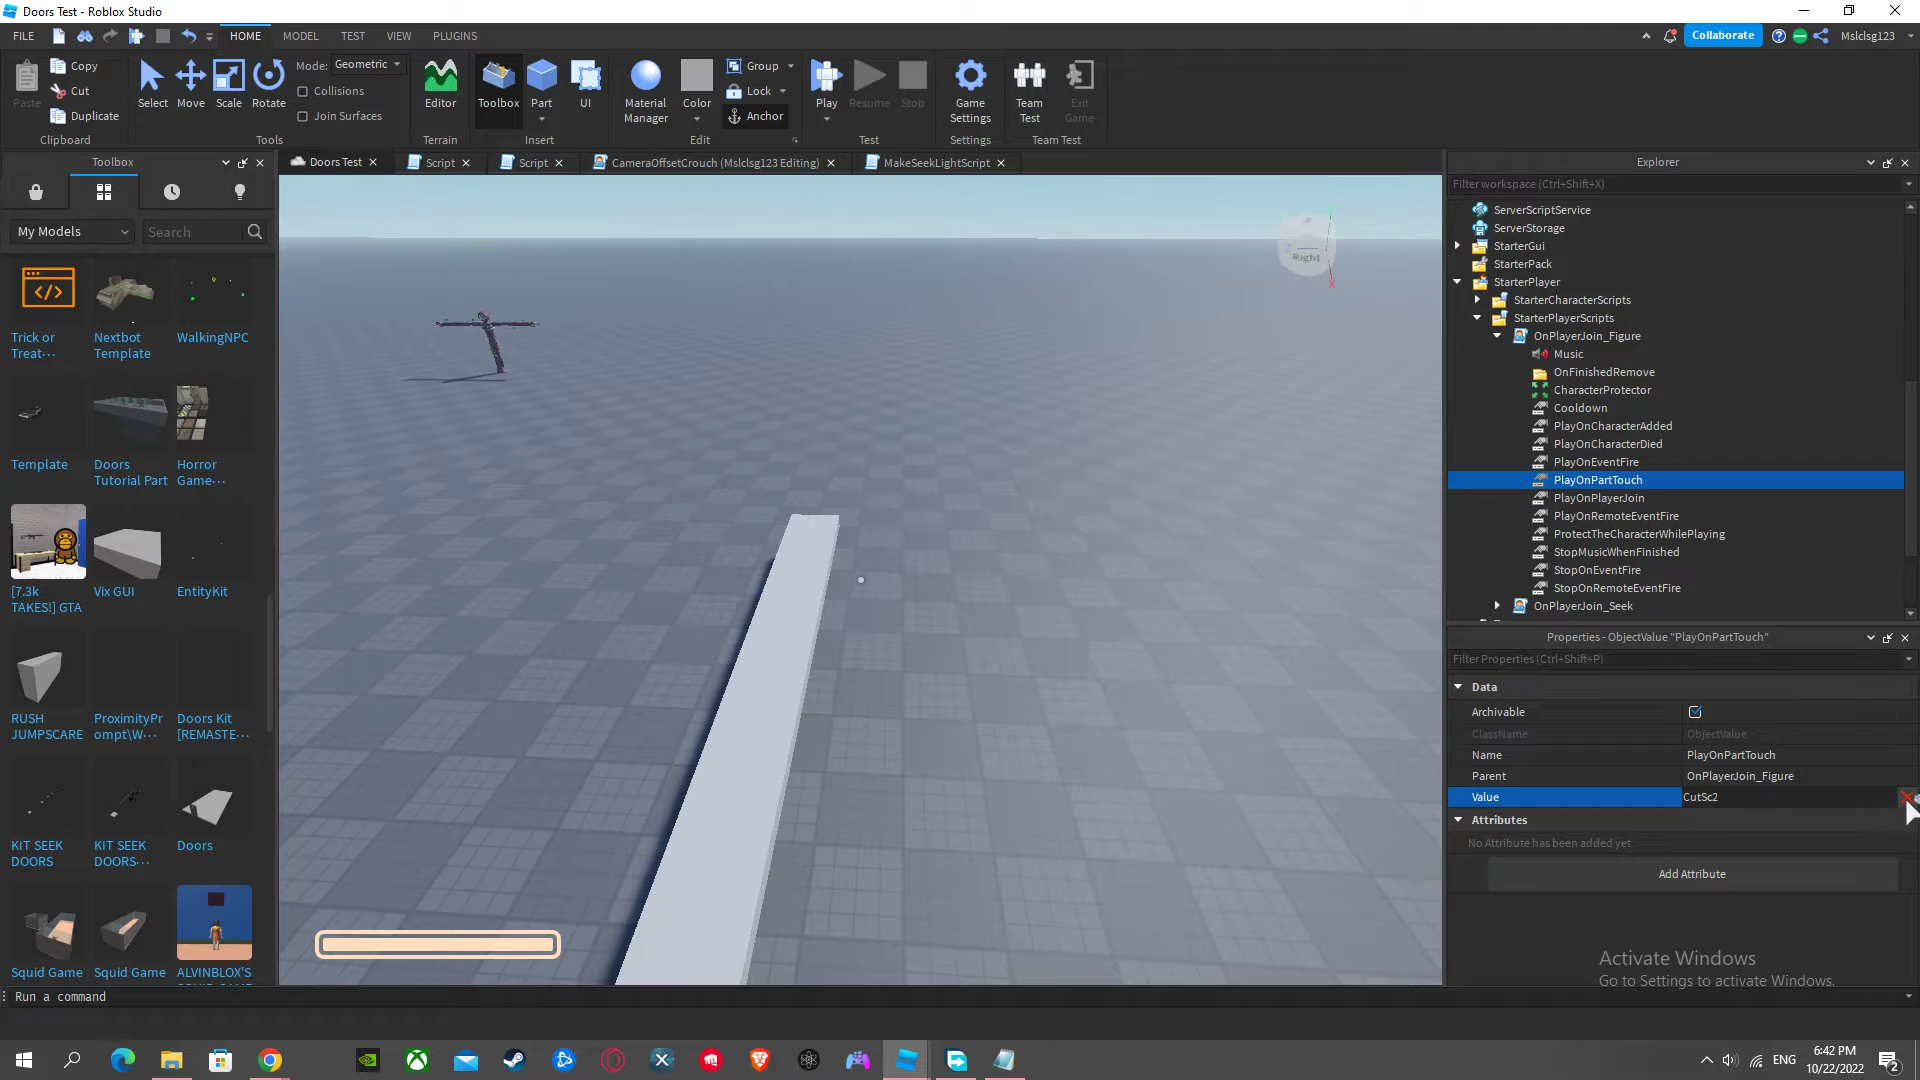 Doors Test - Roblox Studio
FILE
HOME
MODEL
TEST
VIEW
PLUGINS
Collaborate
Mslclsg123
Paste
Copy
Cut
Duplicate
Clipboard
Select
Move
Scale
Rotate
Mode:
Geometric
Collisions
Join Surfaces
Tools
Editor
Terrain
Toolbox
Part
UI
Insert
Material
Manager
Color
Group
Lock
Anchor
Edit
Play
Resume
Stop
Test
Game
Settings
Settings
Team
Test
Exit
Game
Team Test
Toolbox
Doors Test
Script
Script
CameraOffsetCrouch (Mslclsg123 Editing)
MakeSeekLightScript
Explorer
Filter workspace (Ctrl+Shift+X)
My Models
Search
Trick or
Treat···
Nextbot
Template
WalkingNPC
Template
Doors
Tutorial Part
Horror
Game···
[7.3k
TAKES!] GTA
Vix GUI
EntityKit
RUSH
JUMPSCARE
ProximityPr
ompt\W···
Doors Kit
[REMASTE···
KIT SEEK
DOORS
KIT SEEK
DOORS···
Doors
Squid Game
Squid Game
ALVINBLOX'S
Right
X
ServerScriptService
ServerStorage
StarterGui
StarterPack
StarterPlayer
StarterCharacterScripts
StarterPlayerScripts
OnPlayerJoin_Figure
Music
OnFinishedRemove
CharacterProtector
Cooldown
PlayOnCharacterAdded
PlayOnCharacterDied
PlayOnEventFire
PlayOnPartTouch
PlayOnPlayerJoin
PlayOnRemoteEventFire
ProtectTheCharacterWhilePlaying
StopMusicWhenFinished
StopOnEventFire
StopOnRemoteEventFire
OnPlayerJoin_Seek
Properties - ObjectValue "PlayOnPartTouch"
Filter Properties (Ctrl+Shift+P)
Data
Archivable
ClassName ObjectValue
Name PlayOnPartTouch
Parent OnPlayerJoin_Figure
Value CutSc2
Attributes
No Attribute has been added yet
Add Attribute
Activate Windows
Go to Settings to activate Windows.
Run a command
ENG
6:42 PM
10/22/2022
2